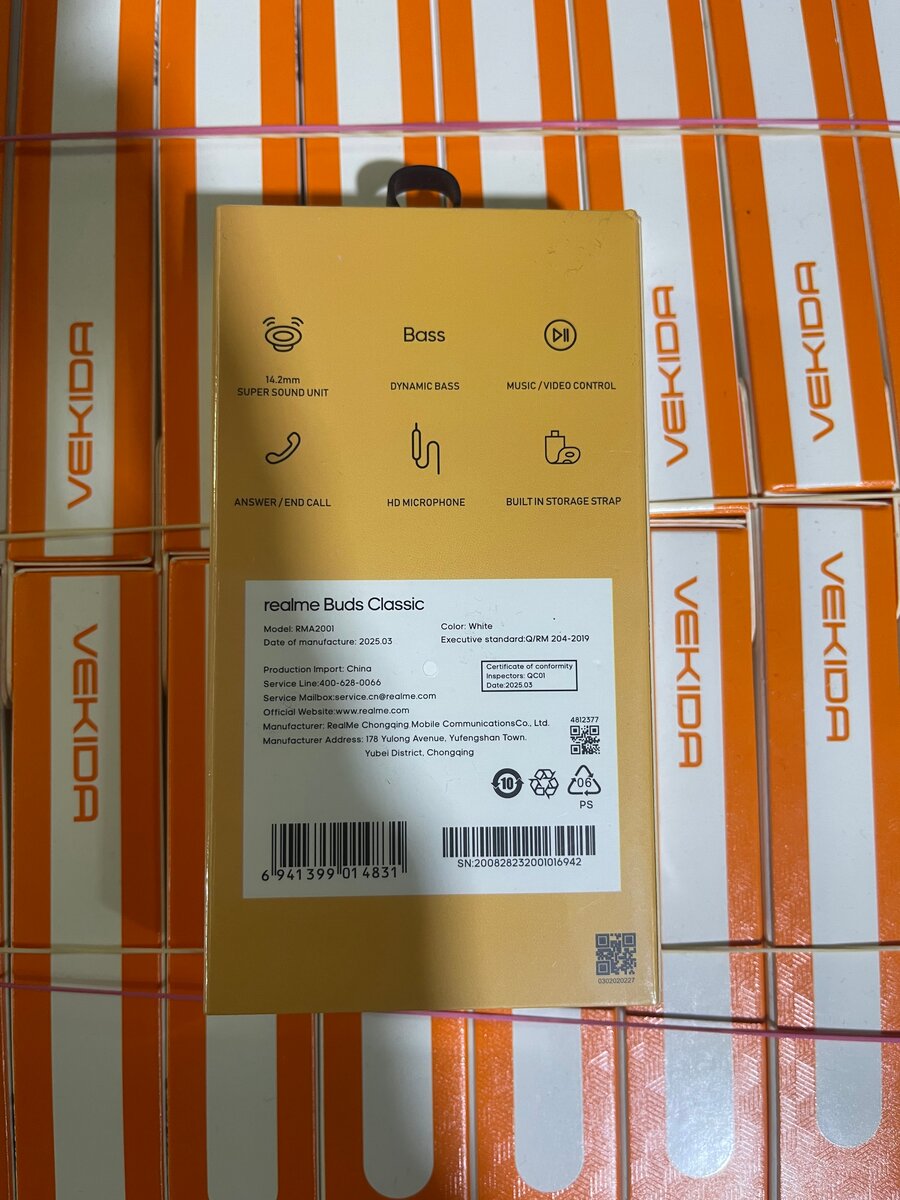 14.2mm
SUPER SOUND UNIT
Bass
DYNAMIC BASS
MUSIC / VIDEO CONTROL
ANSWER / END CALL
HD MICROPHONE
BUILT IN STORAGE STRAP
realme Buds Classic
Model: RMA2001
Color: White
Date of manufacture: 2025.03
Executive standard:Q/RM 204-2019
Production Import: China
Service Line:400-628-0066
Service Mailbox:service.cn@realme.com
Official Website:www.realme.com
Manufacturer: RealMe Chongqing Mobile CommunicationsCo., Ltd.
Manufacturer Address: 178 Yulong Avenue, Yufengshan Town.
Yubei District, Chongqing
Certificate of conformity
Inspectors: QC01
Date:2025.03
4812377
10
06
PS
6 941399 014831
SN:200828232001016942
0302020227
VEKIDA
VEKIDA
VEKIDA
VEKIDA
VEKIDA
VEKIDA